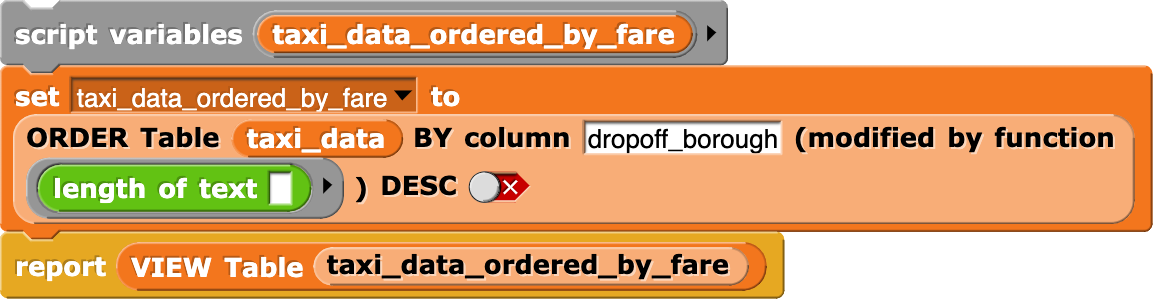 script variables taxi_data_ordered_by_fare
set taxi_data_ordered_by_fare to
ORDER Table taxi_data BY column dropoff_borough (modified by function
length of text ) DESC
report VIEW Table taxi_data_ordered_by_fare